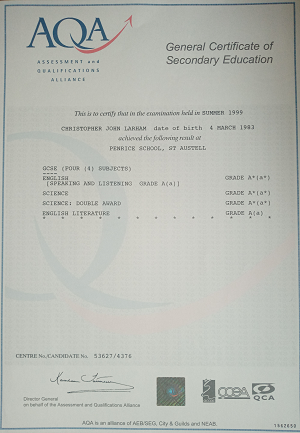 AQA
ASSESSMENT and
QUALIFICATIONS
ALLIANCE
General Certificate of
Secondary Education
This is to certify that in the examination held in SUMMER 1999
CHRISTOPHER JOHN LARHAM date of birth 4 MARCH 1983
achieved the following result at
PENRICE SCHOOL, ST AUSTELL
GCSE (FOUR (4) SUBJECTS)
----
ENGLISH GRADE A*(a*)
[SPEAKING AND LISTENING GRADE A(a)]
SCIENCE GRADE A*(a*)
SCIENCE: DOUBLE AWARD GRADE A*(a*)
ENGLISH LITERATURE GRADE A(a)
* * * * * * * * * * * * *
CENTRE No./CANDIDATE No. 53627/4376
Director General
on behalf of the Assessment and Qualifications Alliance
QCA
AQA is an alliance of AEB/SEG, City & Guilds and NEAB.